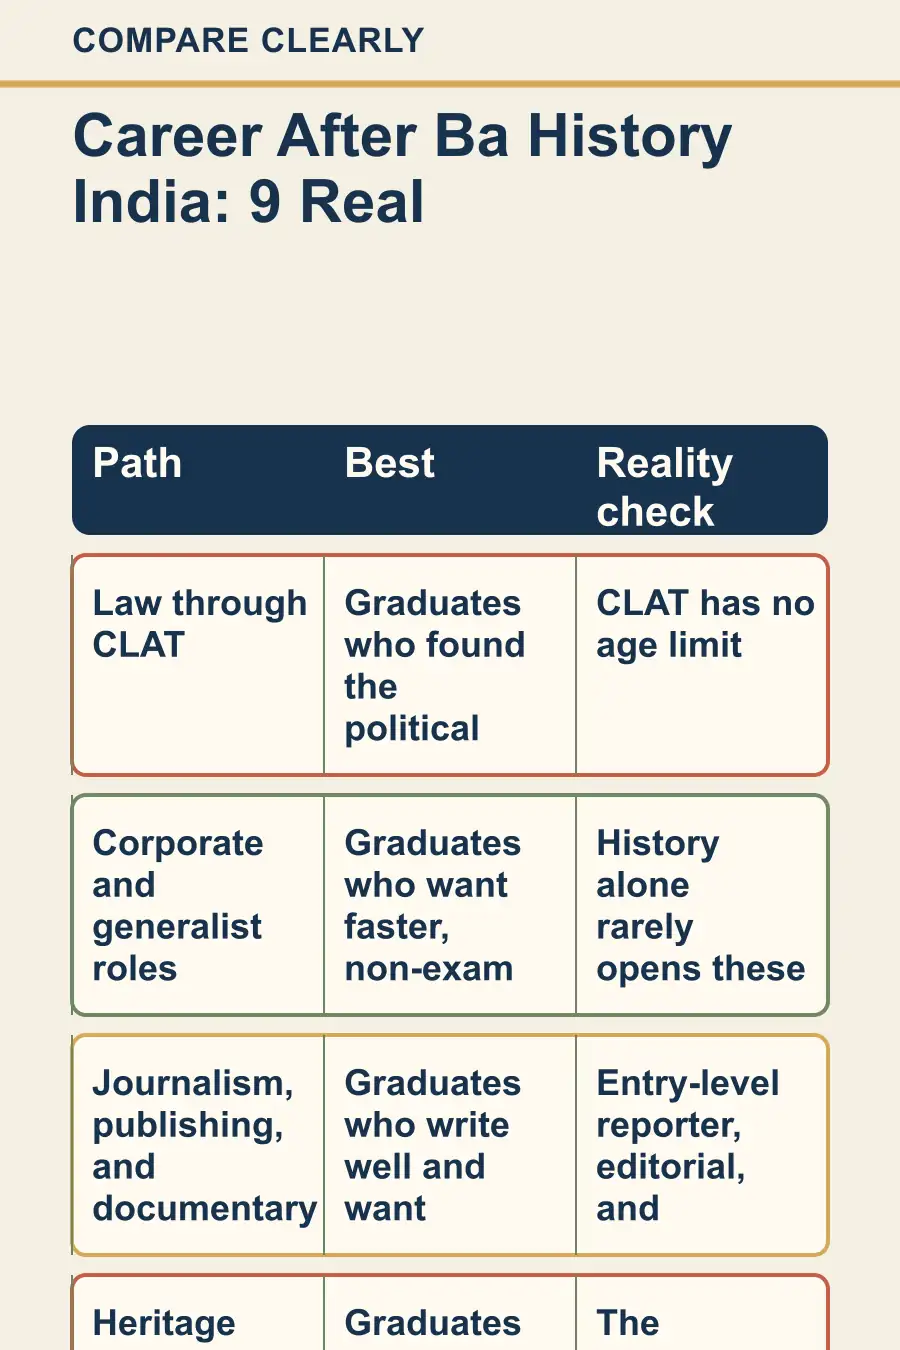 COMPARE CLEARLY
Career After Ba History
India: 9 Real
Path
Best
Reality
check
Law through
CLAT
Graduates
who found
the
political
CLAT has no
age limit
Corporate
and
generalist
roles
Graduates
who want
faster,
non-exam
History
alone
rarely
opens these
Journalism,
publishing,
and
documentary
Graduates
who write
well and
want
Entry-level
reporter,
editorial,
and
Heritage
Graduates
The